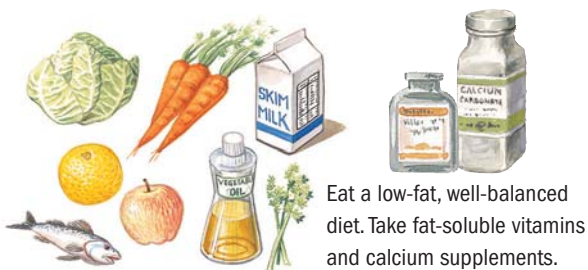 SKIM
MILK
VEGETABLE
OIL
CALCIUM
CARBONATE
Eat a low-fat, well-balanced
diet. Take fat-soluble vitamins
and calcium supplements.